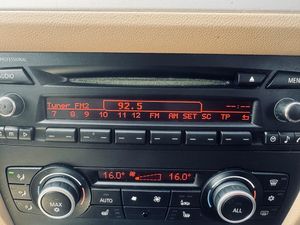 PROFESSIONAL
AUDIO
MENU
Tuner FM2 92.5 --:--
7 8 9 10 11 12 FM AM SET SC TP
16.0° 16.0°
AUTO
MAX
ALL